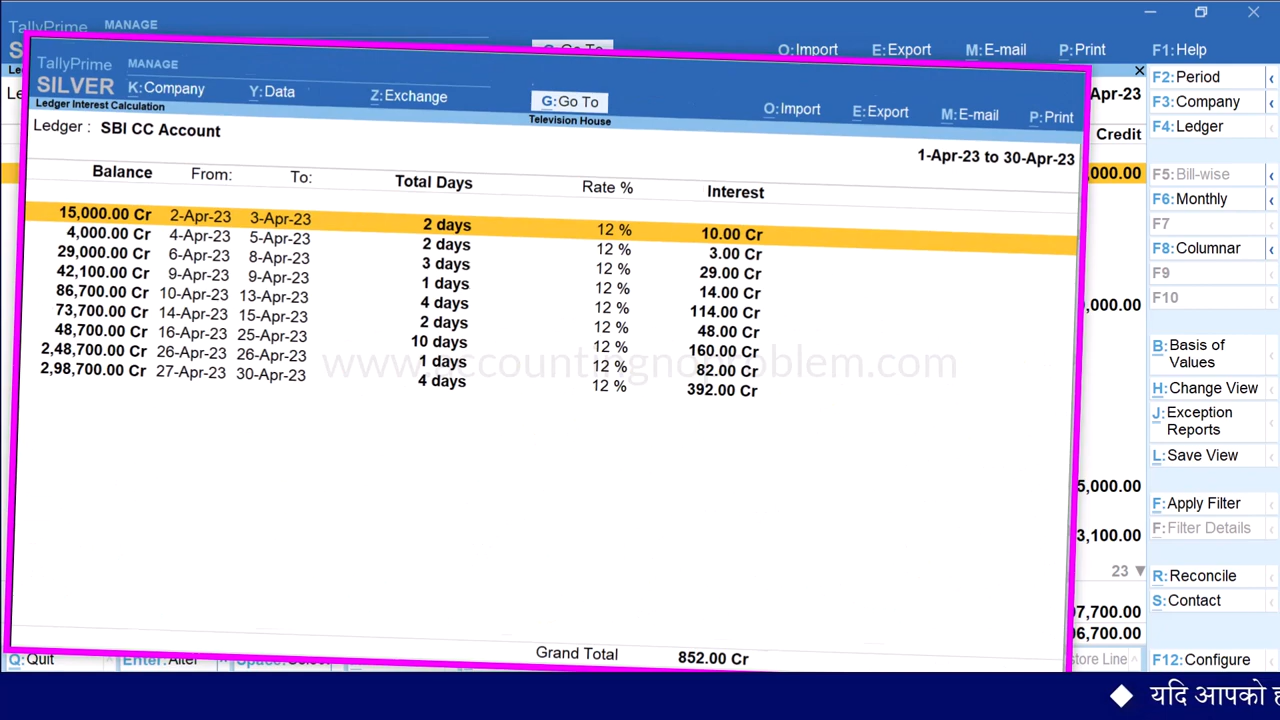 TallyPrime MANAGE
O:Import E:Export M:E-mail P:Print F1:Help
TallyPrime MANAGE
SILVER K:Company Y:Data Z:Exchange G:Go To O:Import E:Export M:E-mail P:Print
Ledger Interest Calculation Television House
Ledger : SBI CC Account
1-Apr-23 to 30-Apr-23
Balance From: To: Total Days Rate % Interest
15,000.00 Cr 2-Apr-23 3-Apr-23 2 days 12 % 10.00 Cr
4,000.00 Cr 4-Apr-23 5-Apr-23 2 days 12 % 3.00 Cr
29,000.00 Cr 6-Apr-23 8-Apr-23 3 days 12 % 29.00 Cr
42,100.00 Cr 9-Apr-23 9-Apr-23 1 days 12 % 14.00 Cr
86,700.00 Cr 10-Apr-23 13-Apr-23 4 days 12 % 114.00 Cr
73,700.00 Cr 14-Apr-23 15-Apr-23 2 days 12 % 48.00 Cr
48,700.00 Cr 16-Apr-23 25-Apr-23 10 days 12 % 160.00 Cr
2,48,700.00 Cr 26-Apr-23 26-Apr-23 1 days 12 % 82.00 Cr
2,98,700.00 Cr 27-Apr-23 30-Apr-23 4 days 12 % 392.00 Cr
Grand Total 852.00 Cr
Apr-23
Credit
,000.00
,000.00
5,000.00
3,100.00
23
7,700.00
6,700.00
F2:Period
F3:Company
F4:Ledger
F5:Bill-wise
F6:Monthly
F7
F8:Columnar
F9
F10
B:Basis of
Values
H:Change View
J:Exception
Reports
L:Save View
F:Apply Filter
F:Filter Details
R:Reconcile
S:Contact
Q:Quit Enter:Alter store Line F12:Configure
यदि आपको